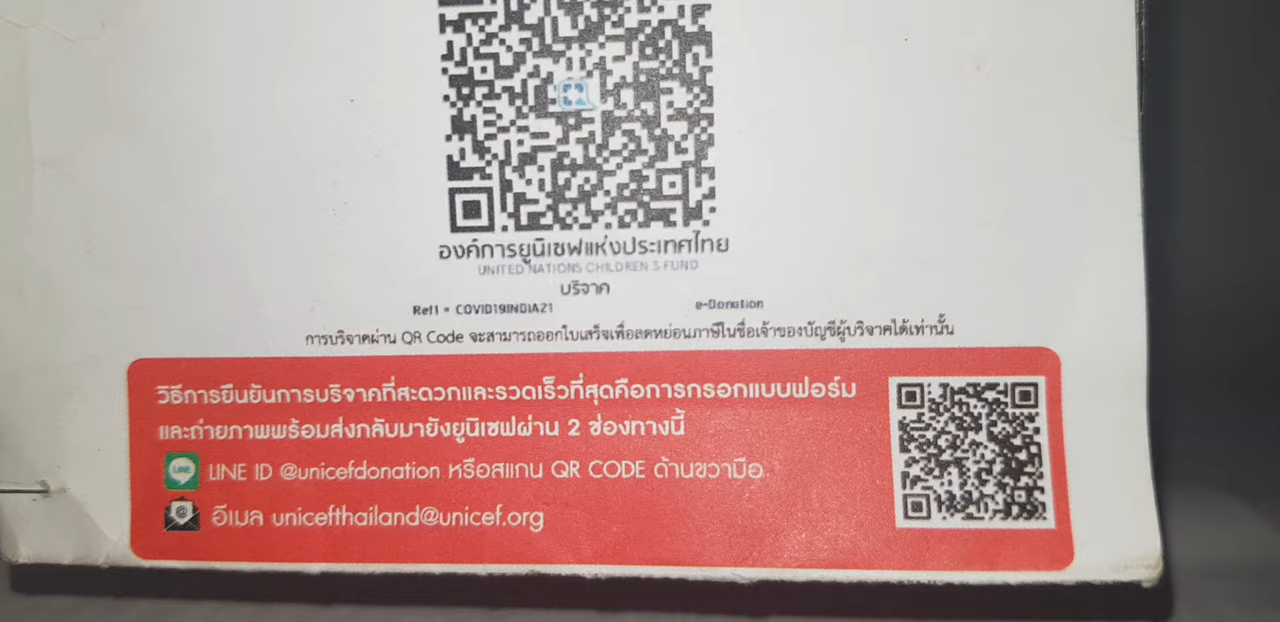 องค์การยูนิเซฟแห่งประเทศไทย
UNITED NATIONS CHILDREN S FUND
บริจาค
Ref1 = COVID19INDIA21 e-Donation
การบริจาคผ่าน QR Code จะสามารถออกใบเสร็จเพื่อลดหย่อนภาษีในชื่อเจ้าของบัญชีผู้บริจาคได้เท่านั้น
วิธีการยืนยันการบริจาคที่สะดวกและรวดเร็วที่สุดคือการกรอกแบบฟอร์ม
และถ่ายภาพพร้อมส่งกลับมายังยูนิเซฟผ่าน 2 ช่องทางนี้
LINE LINE ID @unicefdonation หรือสแกน QR CODE ด้านขวามือ
@ อีเมล unicefthailand@unicef.org